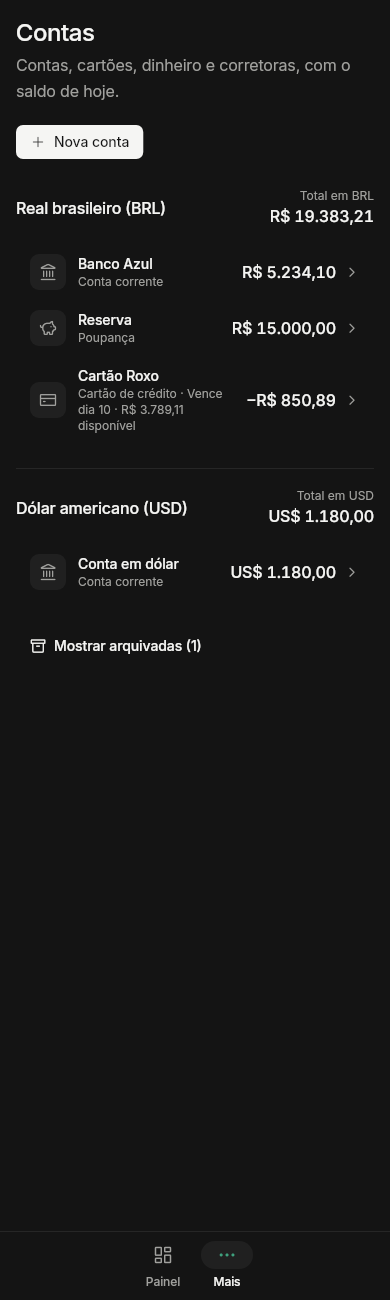 Contas
Contas, cartões, dinheiro e corretoras, com o
saldo de hoje.
Nova conta
Real brasileiro (BRL)
Total em BRL
R$ 19.383,21
Banco Azul
Conta corrente
R$ 5.234,10
Reserva
Poupança
R$ 15.000,00
Cartão Roxo
Cartão de crédito · Vence
dia 10 · R$ 3.789,11
disponível
−R$ 850,89
Dólar americano (USD)
Total em USD
US$ 1.180,00
Conta em dólar
Conta corrente
US$ 1.180,00
Mostrar arquivadas (1)
Painel
Mais